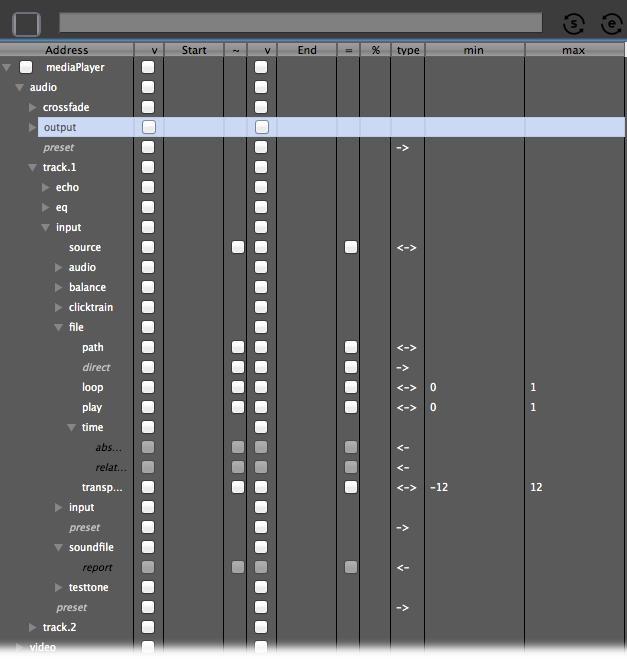 s e
Address v Start ~ v End = % type min max
mediaPlayer
audio
crossfade
output
preset ->
track.1
echo
eq
input
source <->
audio
balance
clicktrain
file
path <->
direct ->
loop <-> 0 1
play <-> 0 1
time
abs... <-
relat... <-
transp... <-> -12 12
input
preset ->
soundfile
report <-
testtone
preset ->
track.2
video